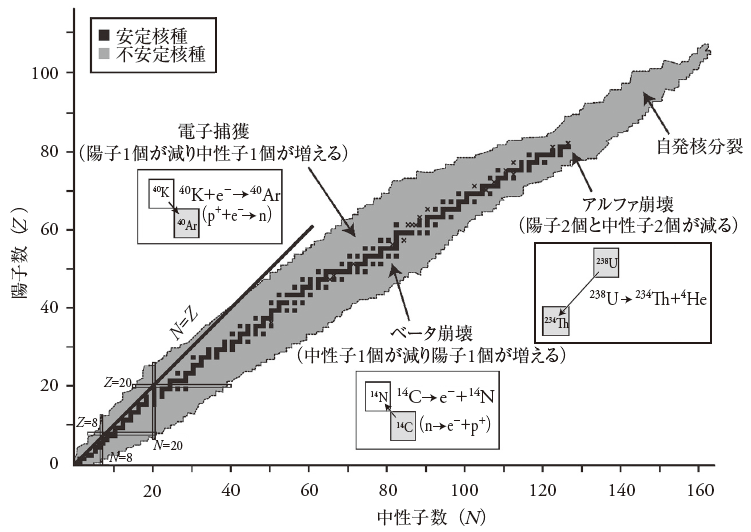 安定核種
不安定核種
100
80
60
40
20
0
陽子数（Z）
電子捕獲
（陽子1個が減り中性子1個が増える）
⁴⁰K
⁴⁰Ar
⁴⁰K+e⁻→⁴⁰Ar
(p⁺+e⁻→n)
自発核分裂
アルファ崩壊
（陽子2個と中性子2個が減る）
²³⁸U
²³⁴Th
²³⁸U→²³⁴Th+⁴He
N=Z
ベータ崩壊
（中性子1個が減り陽子1個が増える）
¹⁴N
¹⁴C
¹⁴C→e⁻+¹⁴N
(n→e⁻+p⁺)
Z=20
Z=8
N=8
N=20
20
40
60
80
100
120
140
160
中性子数（N）